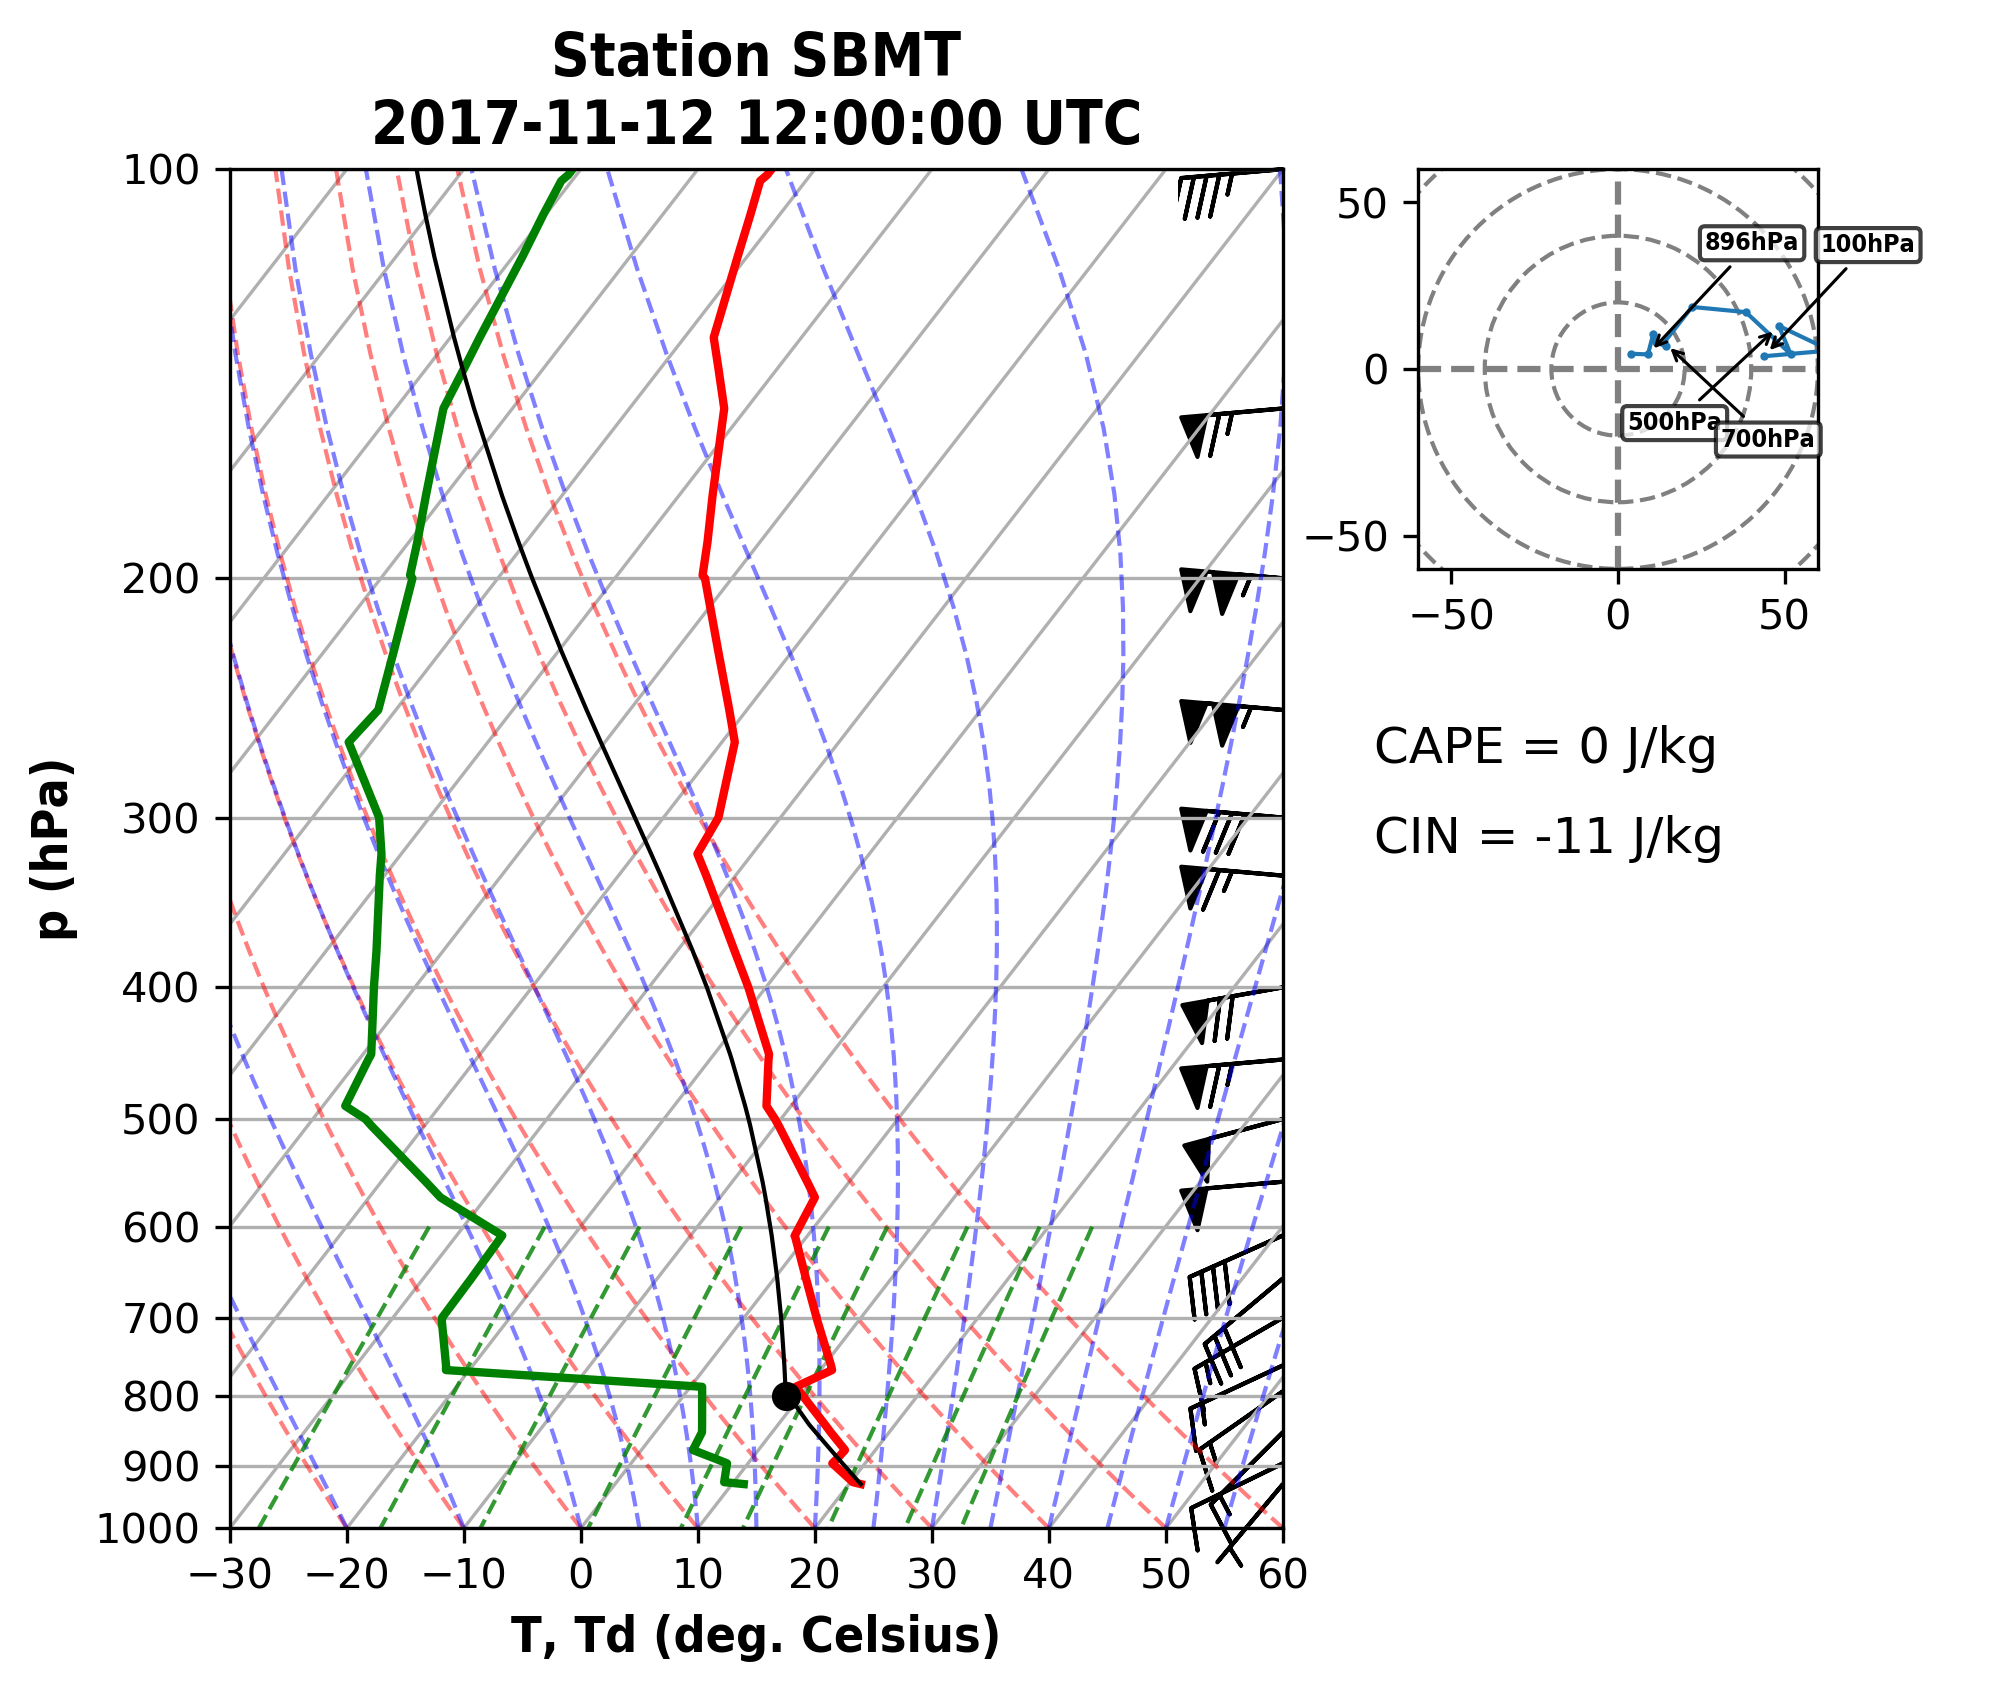 Station SBMT
2017-11-12 12:00:00 UTC
p (hPa)
100
200
300
400
500
600
700
800
900
1000
−30
−20
−10
0
10
20
30
40
50
60
T, Td (deg. Celsius)
50
0
−50
−50
0
50
896hPa
100hPa
500hPa
700hPa
CAPE = 0 J/kg
CIN = -11 J/kg